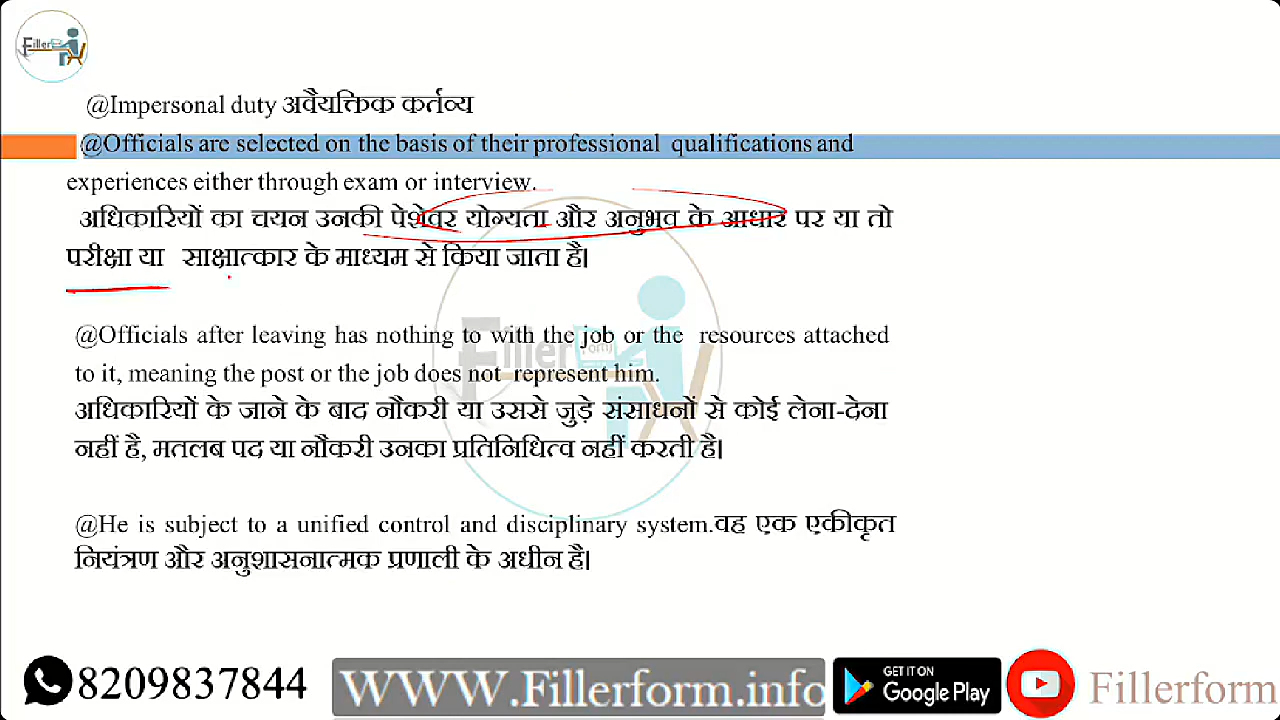 Filler
@Impersonal duty अवैयक्तिक कर्तव्य
@Officials are selected on the basis of their professional qualifications and
experiences either through exam or interview.
अधिकारियों का चयन उनकी पेशेवर योग्यता और अनुभव के आधार पर या तो
परीक्षा या साक्षात्कार के माध्यम से किया जाता है।
@Officials after leaving has nothing to with the job or the resources attached
to it, meaning the post or the job does not represent him.
अधिकारियों के जाने के बाद नौकरी या उससे जुड़े संसाधनों से कोई लेना-देना
नहीं है, मतलब पद या नौकरी उनका प्रतिनिधित्व नहीं करती है।
@He is subject to a unified control and disciplinary system.वह एक एकीकृत
नियंत्रण और अनुशासनात्मक प्रणाली के अधीन है।
Filler form
8209837844 WWW.Fillerform.info GET IT ON Google Play Fillerform